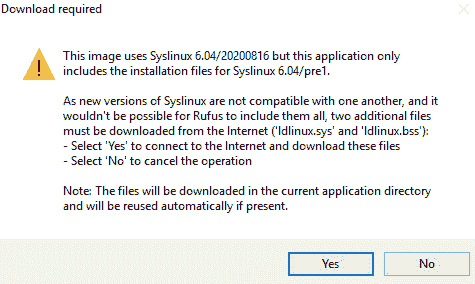 Download required
This image uses Syslinux 6.04/20200816 but this application only
includes the installation files for Syslinux 6.04/pre1.
As new versions of Syslinux are not compatible with one another, and it
wouldn't be possible for Rufus to include them all, two additional files
must be downloaded from the Internet ('ldlinux.sys' and 'ldlinux.bss'):
- Select 'Yes' to connect to the Internet and download these files
- Select 'No' to cancel the operation
Note: The files will be downloaded in the current application directory
and will be reused automatically if present.
Yes
No